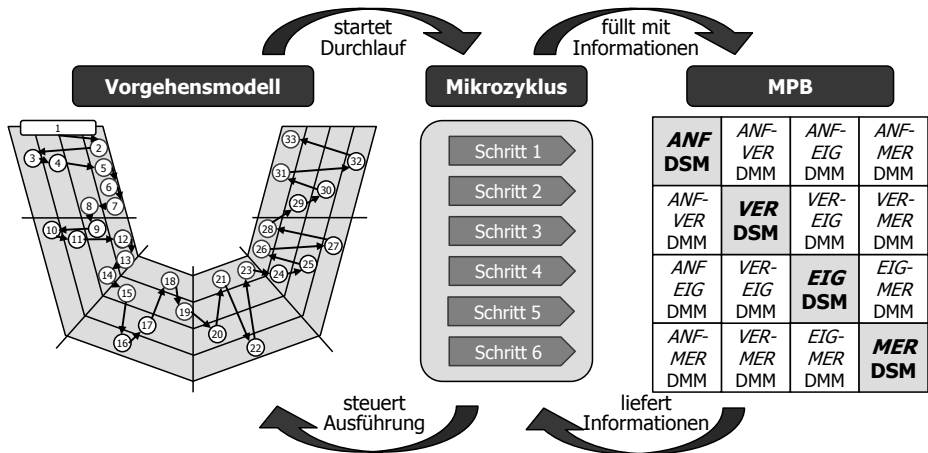 startet
Durchlauf
füllt mit
Informationen
Vorgehensmodell
Mikrozyklus
MPB
1
2
3
4
5
6
7
8
9
10
11
12
13
14
15
16
17
18
19
20
21
22
23
24
25
26
27
28
29
30
31
32
33
Schritt 1
Schritt 2
Schritt 3
Schritt 4
Schritt 5
Schritt 6
ANF
DSM
ANF-
VER
DMM
ANF-
EIG
DMM
ANF-
MER
DMM
ANF-
VER
DMM
VER
DSM
VER-
EIG
DMM
VER-
MER
DMM
ANF
EIG
DMM
VER-
EIG
DMM
EIG
DSM
EIG-
MER
DMM
ANF-
MER
DMM
VER-
MER
DMM
EIG-
MER
DMM
MER
DSM
steuert
Ausführung
liefert
Informationen